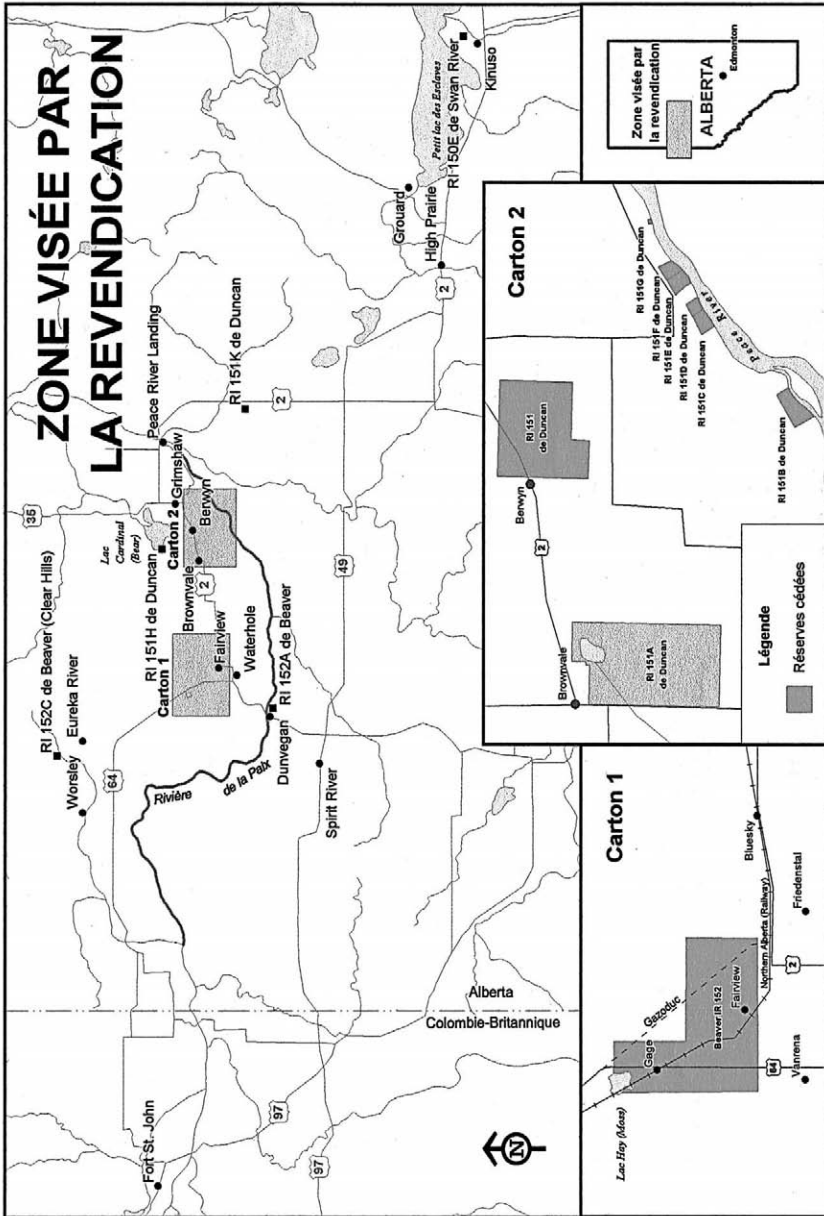 ZONE VISÉE PAR
LA REVENDICATION
Fort St. John
97
97
N
Colombie-Britannique
Alberta
Worsley
RI 152C de Beaver (Clear Hills)
Eureka River
64
Rivière
de la Paix
Dunvegan
RI 152A de Beaver
Spirit River
49
Carton 1
Fairview
Waterhole
RI 151H de Duncan
Lac
Cardinal
(Bear)
35
Carton 2
Grimshaw
Berwyn
Brownvale
2
Peace River Landing
RI 151K de Duncan
2
Grouard
High Prairie
2
Petit lac des Esclaves
RI 150E de Swan River
Kinuso
Carton 1
Lac Hay (Moss)
Gage
Gazoduc
Beaver IR 152
Fairview
Northern Alberta (Railway)
Bluesky
Vanrena
64
2
Friedenstal
Carton 2
Brownvale
2
Berwyn
RI 151
de Duncan
RI 151A
de Duncan
RI 151G de Duncan
RI 151F de Duncan
RI 151E de Duncan
RI 151D de Duncan
RI 151C de Duncan
RI 151B de Duncan
Peace River
Légende
Réserves cédées
Zone visée par
la revendication
ALBERTA
Edmonton